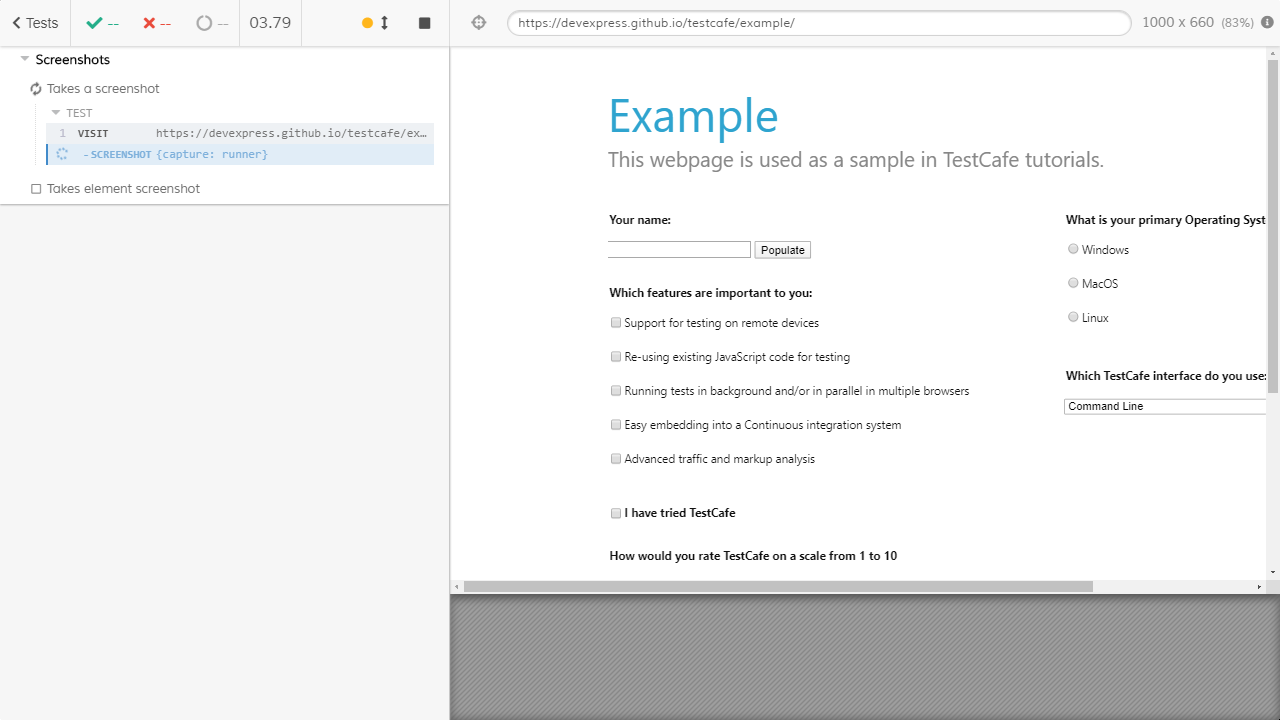 Tests
--
--
--
03.79
https://devexpress.github.io/testcafe/example/
1000 x 660 (83%)
Screenshots
Takes a screenshot
TEST
1 VISIT https://devexpress.github.io/testcafe/ex…
- SCREENSHOT {capture: runner}
Takes element screenshot
Example
This webpage is used as a sample in TestCafe tutorials.
Your name:
Populate
Which features are important to you:
Support for testing on remote devices
Re-using existing JavaScript code for testing
Running tests in background and/or in parallel in multiple browsers
Easy embedding into a Continuous integration system
Advanced traffic and markup analysis
I have tried TestCafe
How would you rate TestCafe on a scale from 1 to 10
What is your primary Operating Syst
Windows
MacOS
Linux
Which TestCafe interface do you use:
Command Line